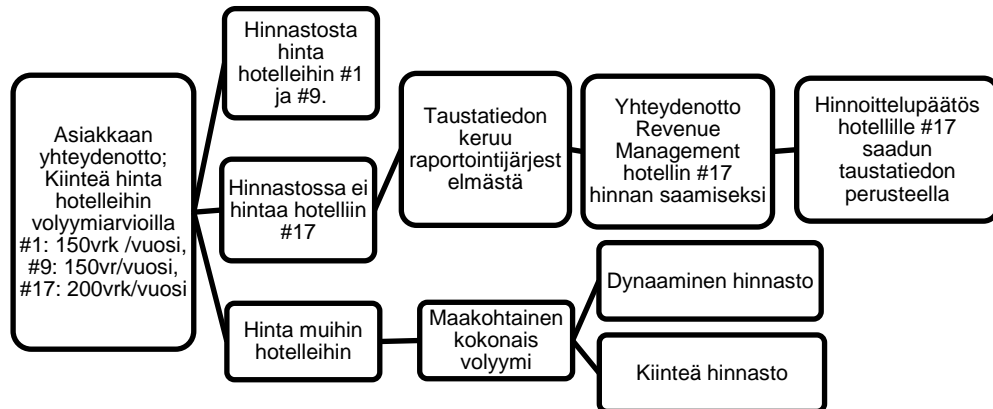 Asiakkaan
yhteydenotto;
Kiinteä hinta
hotelleihin
volyymiarvioilla
#1: 150vrk /vuosi,
#9: 150vr/vuosi,
#17: 200vrk/vuosi
Hinnastosta
hinta
hotelleihin #1
ja #9.
Hinnastossa ei
hintaa hotelliin
#17
Taustatiedon
keruu
raportointijärjest
elmästä
Yhteydenotto
Revenue
Management
hotellin #17
hinnan saamiseksi
Hinnoittelupäätös
hotellille #17
saadun
taustatiedon
perusteella
Hinta muihin
hotelleihin
Maakohtainen
kokonais
volyymi
Dynaaminen hinnasto
Kiinteä hinnasto